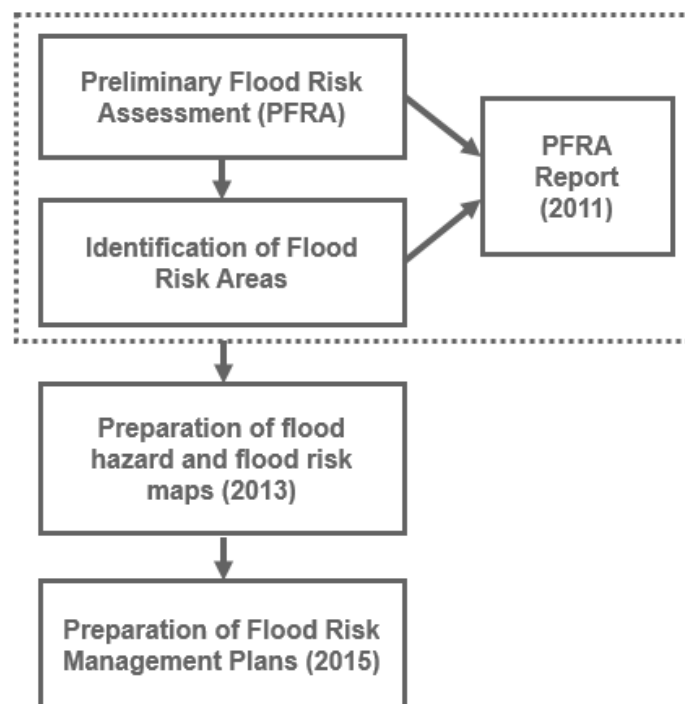 Preliminary Flood Risk
Assessment (PFRA)
PFRA
Report
(2011)
Identification of Flood
Risk Areas
Preparation of flood
hazard and flood risk
maps (2013)
Preparation of Flood Risk
Management Plans (2015)